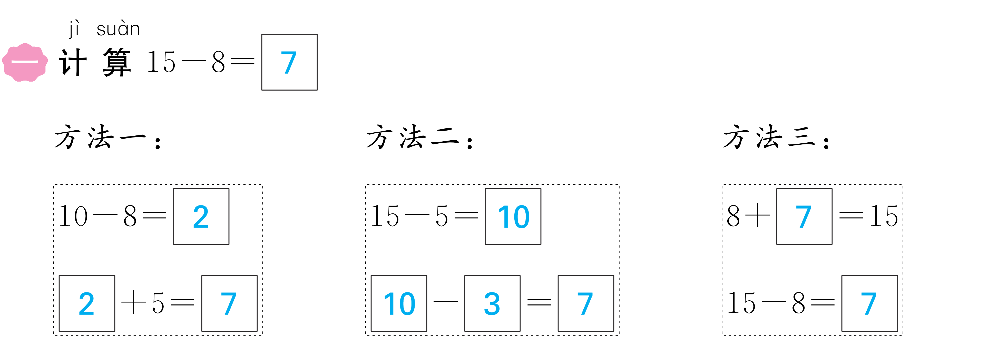 jì suàn
一 计 算 15－8＝7
方法一： 方法二： 方法三：
10－8＝2 15－5＝10 8＋7＝15
2＋5＝7 10－3＝7 15－8＝7